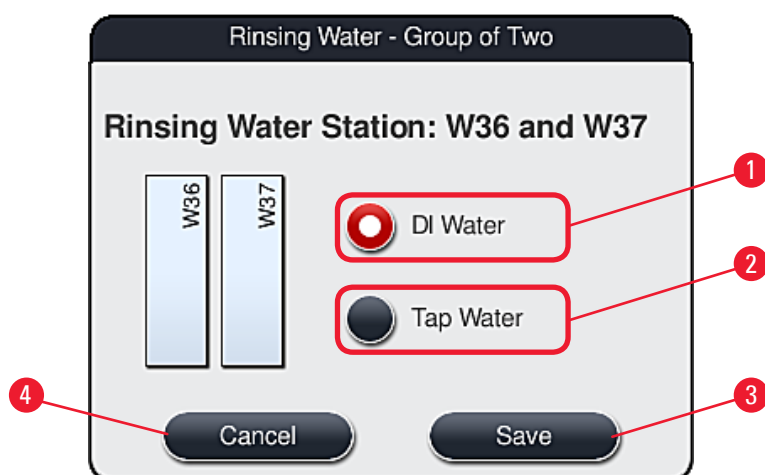 Rinsing Water - Group of Two
Rinsing Water Station: W36 and W37
W36
W37
DI Water
Tap Water
Cancel
Save
1
2
3
4